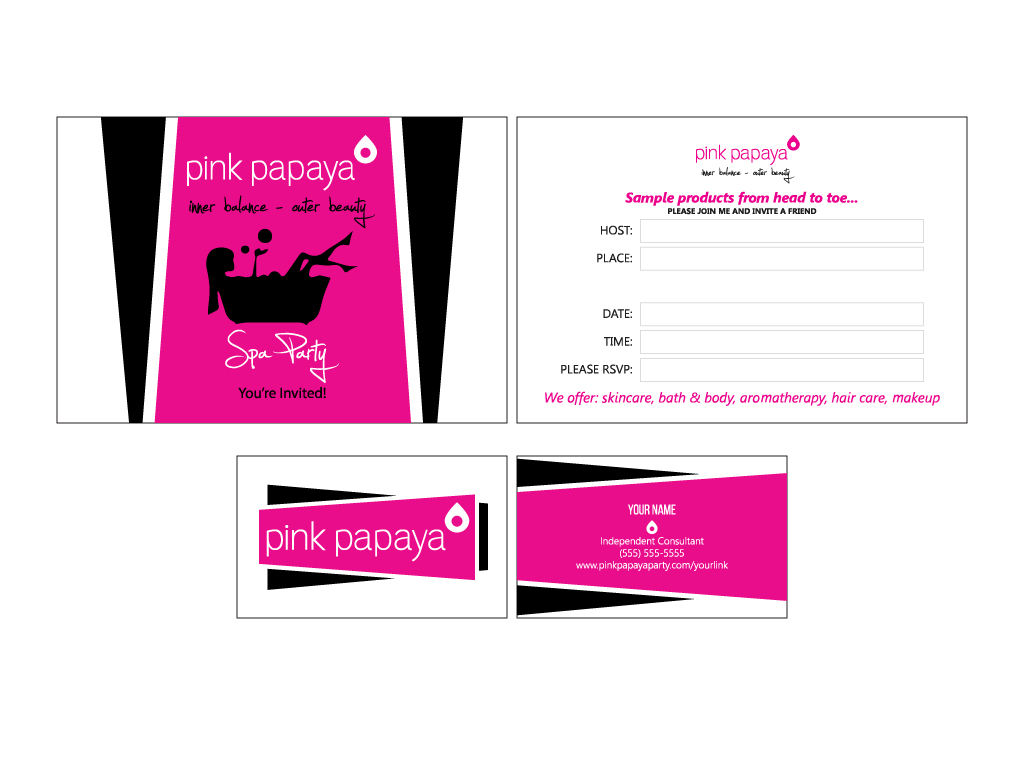 pink papaya
inner balance - outer beauty
Spa Party
You're Invited!
pink papaya
inner balance - outer beauty
Sample products from head to toe...
PLEASE JOIN ME AND INVITE A FRIEND
HOST:
PLACE:
DATE:
TIME:
PLEASE RSVP:
We offer: skincare, bath & body, aromatherapy, hair care, makeup
pink papaya
YOUR NAME
Independent Consultant
(555) 555-5555
www.pinkpapayaparty.com/yourlink